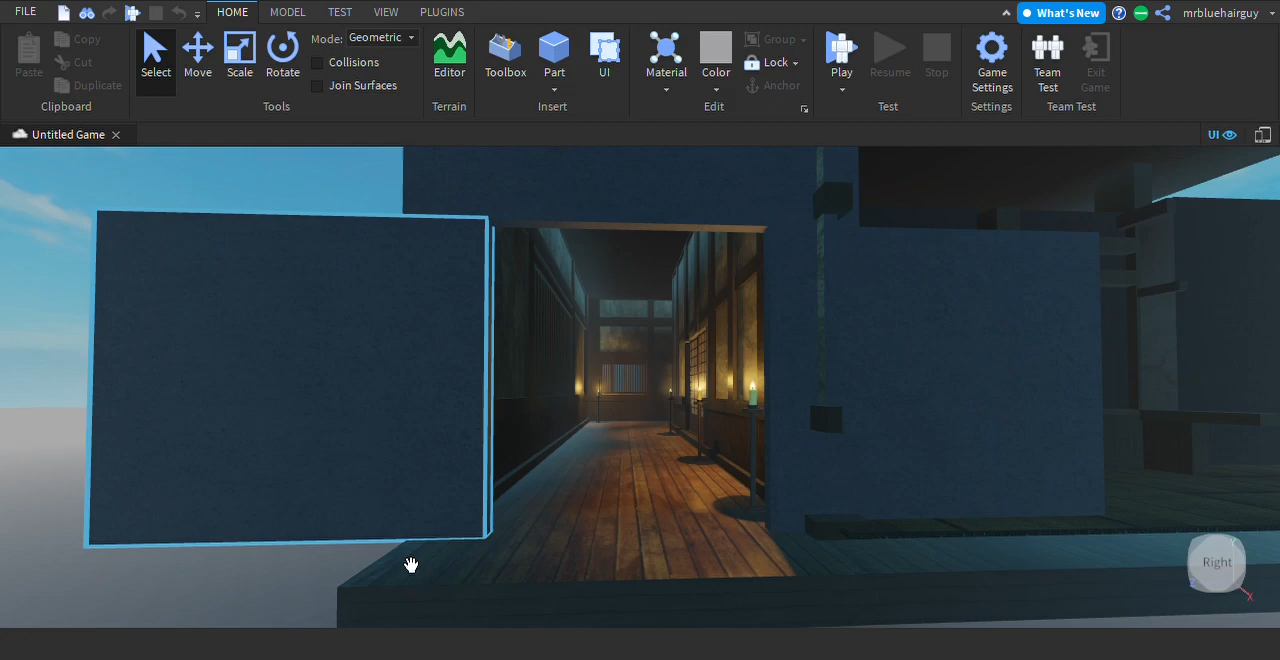 FILE HOME MODEL TEST VIEW PLUGINS What's New mrbluehairguy
Paste Copy Cut Duplicate
Clipboard
Select Move Scale Rotate Mode: Geometric
Collisions
Join Surfaces
Tools
Editor
Terrain
Toolbox Part UI
Insert
Material Color Group
Lock
Anchor
Edit
Play Resume Stop
Test
Game
Settings
Settings
Team
Test
Exit
Game
Team Test
Untitled Game UI
Right
Y
Z
X